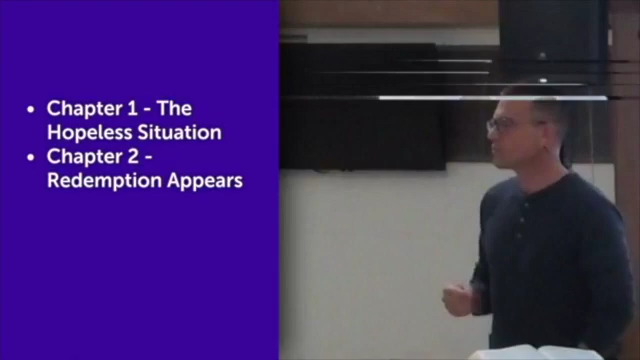 • Chapter 1 - The
Hopeless Situation
• Chapter 2 -
Redemption Appears